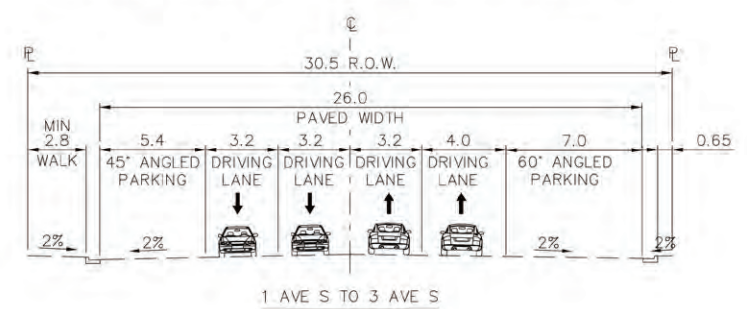 ℄
℄ ℄
30.5 R.O.W.
26.0
PAVED WIDTH
MIN
2.8 5.4 3.2 3.2 3.2 4.0 7.0 0.65
WALK 45° ANGLED DRIVING DRIVING DRIVING DRIVING 60° ANGLED
PARKING LANE LANE LANE LANE PARKING
2% 2% 2% 2%
1 AVE S TO 3 AVE S